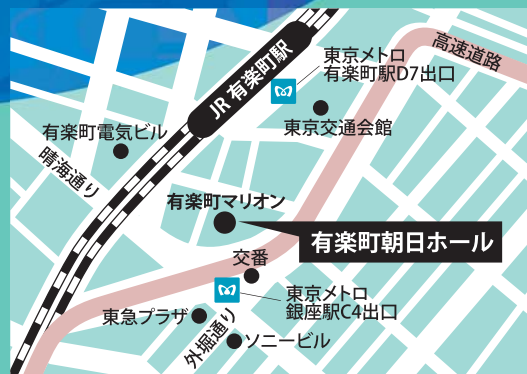 JR 有楽町駅
東京メトロ
有楽町駅D7出口
高速道路
東京交通会館
有楽町電気ビル
晴海通り
有楽町マリオン
有楽町朝日ホール
交番
東京メトロ
銀座駅C4出口
東急プラザ
外堀通り
ソニービル